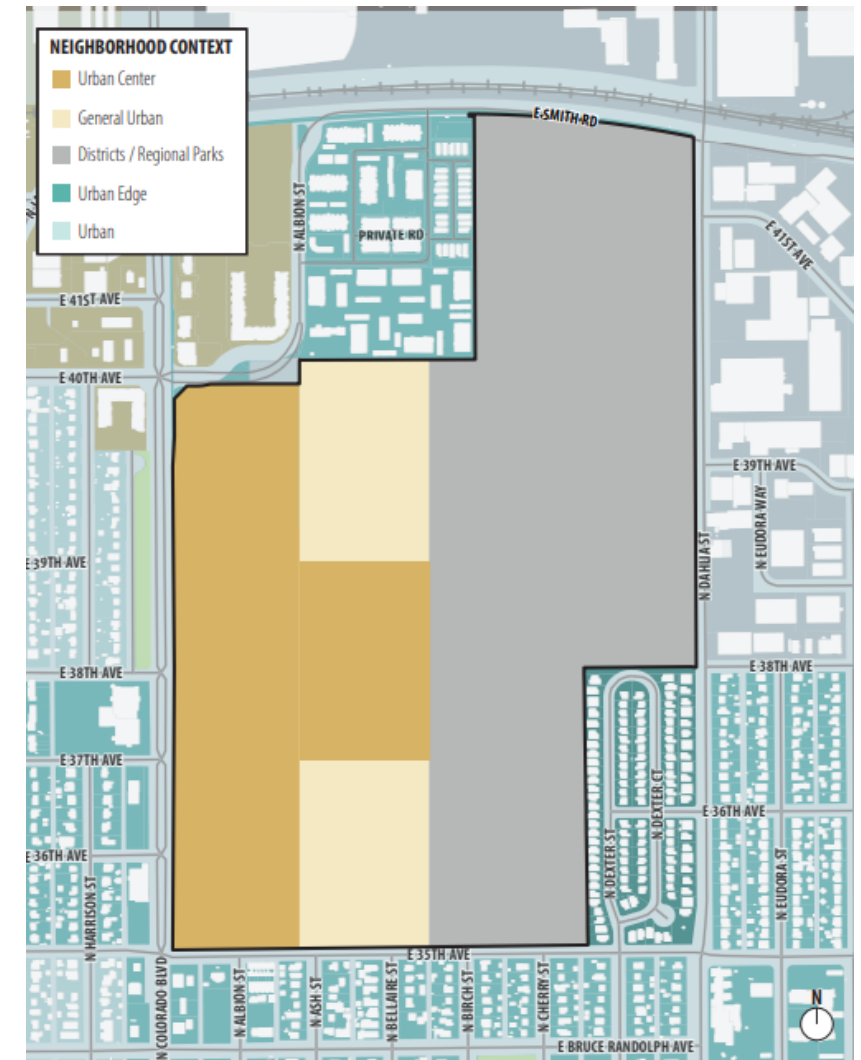 NEIGHBORHOOD CONTEXT
Urban Center
General Urban
Districts / Regional Parks
Urban Edge
Urban
E SMITH RD
N ALBION ST
PRIVATE RD
E 41ST AVE
E 41ST AVE
E 40TH AVE
E 39TH AVE
N EUDORA WAY
E 39TH AVE
N DAHLIA ST
E 38TH AVE
E 38TH AVE
E 37TH AVE
N DEXTER CT
E 36TH AVE
N DEXTER ST
E 36TH AVE
N EUDORA ST
N HARRISON ST
E 35TH AVE
N COLORADO BLVD
N ALBION ST
N ASH ST
N BELLAIRE ST
N BIRCH ST
N CHERRY ST
N
E BRUCE RANDOLPH AVE